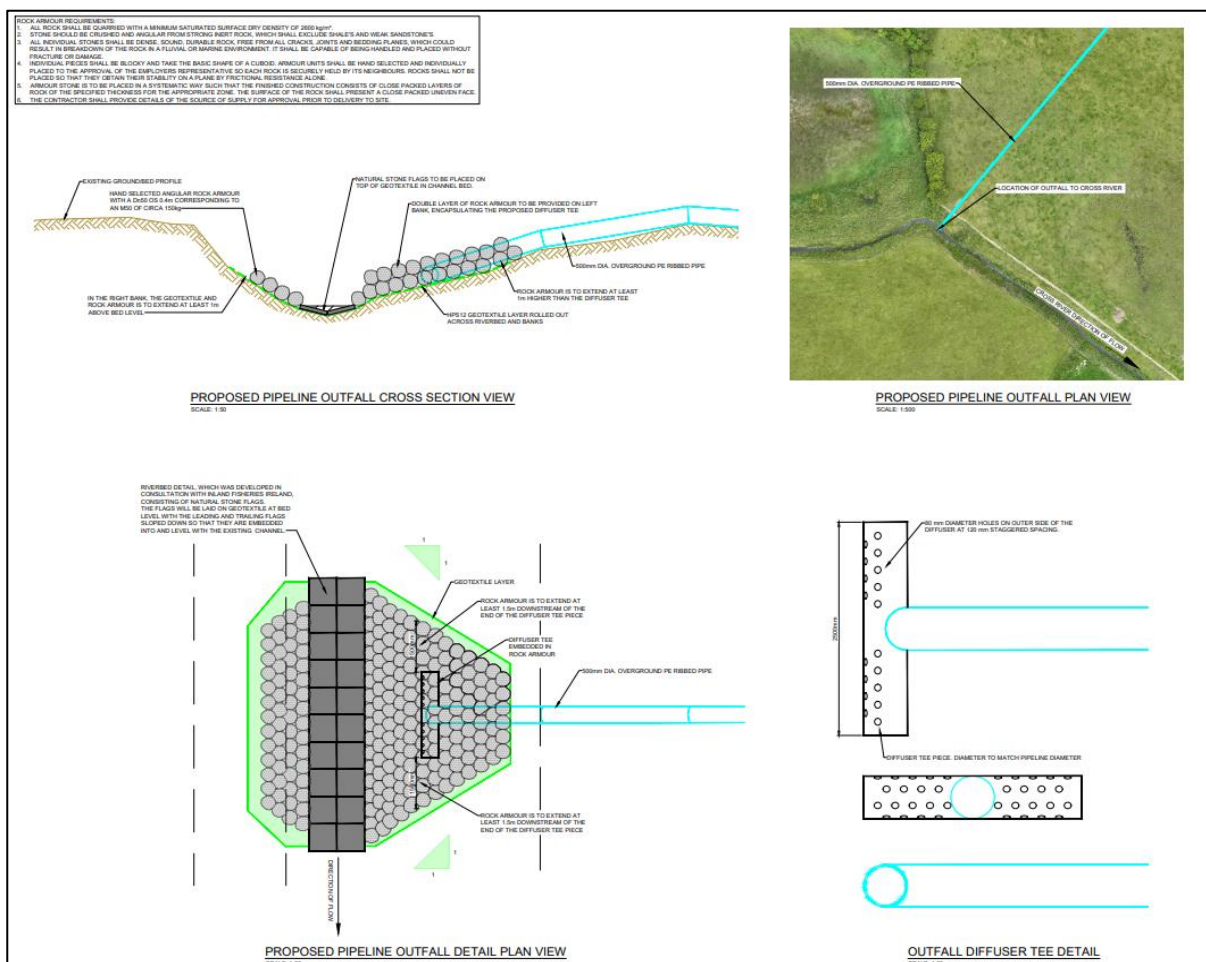 ROCK ARMOUR REQUIREMENTS:
1. ALL ROCK SHALL BE QUARRIED WITH A MINIMUM SATURATED SURFACE DRY DENSITY OF 2600 kg/m³.
2. STONE SHOULD BE CRUSHED AND ANGULAR FROM STRONG INERT ROCK, WHICH SHALL EXCLUDE SHALE'S AND WEAK SANDSTONE'S.
3. ALL INDIVIDUAL STONES SHALL BE DENSE, SOUND, DURABLE ROCK, FREE FROM ALL CRACKS, JOINTS AND BEDDING PLANES, WHICH COULD
RESULT IN BREAKDOWN OF THE ROCK IN A FLUVIAL OR MARINE ENVIRONMENT. IT SHALL BE CAPABLE OF BEING HANDLED AND PLACED WITHOUT
FRACTURE OR DAMAGE.
4. INDIVIDUAL PIECES SHALL BE BLOCKY AND TAKE THE BASIC SHAPE OF A CUBOID. ARMOUR UNITS SHALL BE HAND SELECTED AND INDIVIDUALLY
PLACED TO THE APPROVAL OF THE EMPLOYERS REPRESENTATIVE SO EACH ROCK IS SECURELY HELD BY ITS NEIGHBOURS. ROCKS SHALL NOT BE
PLACED SO THAT THEY OBTAIN THEIR STABILITY ON A PLANE BY FRICTIONAL RESISTANCE ALONE.
5. ARMOUR STONE IS TO BE PLACED IN A SYSTEMATIC WAY SUCH THAT THE FINISHED CONSTRUCTION CONSISTS OF CLOSE PACKED LAYERS OF
ROCK OF THE SPECIFIED THICKNESS FOR THE APPROPRIATE ZONE. THE SURFACE OF THE ROCK SHALL PRESENT A CLOSE PACKED UNEVEN FACE.
6. THE CONTRACTOR SHALL PROVIDE DETAILS OF THE SOURCE OF SUPPLY FOR APPROVAL PRIOR TO DELIVERY TO SITE.
EXISTING GROUND/BED PROFILE
HAND SELECTED ANGULAR ROCK ARMOUR
WITH A Dn50 OS 0.4m CORRESPONDING TO
AN M50 OF CIRCA 150kg
NATURAL STONE FLAGS TO BE PLACED ON
TOP OF GEOTEXTILE IN CHANNEL BED.
DOUBLE LAYER OF ROCK ARMOUR TO BE PROVIDED ON LEFT
BANK, ENCAPSULATING THE PROPOSED DIFFUSER TEE
500mm DIA. OVERGROUND PE RIBBED PIPE
ROCK ARMOUR IS TO EXTEND AT LEAST
1m HIGHER THAN THE DIFFUSER TEE
IN THE RIGHT BANK, THE GEOTEXTILE AND
ROCK ARMOUR IS TO EXTEND AT LEAST 1m
ABOVE BED LEVEL
HPS12 GEOTEXTILE LAYER ROLLED OUT
ACROSS RIVERBED AND BANKS
PROPOSED PIPELINE OUTFALL CROSS SECTION VIEW
SCALE: 1:50
500mm DIA. OVERGROUND PE RIBBED PIPE
LOCATION OF OUTFALL TO CROSS RIVER
CROSS RIVER DIRECTION OF FLOW
PROPOSED PIPELINE OUTFALL PLAN VIEW
SCALE: 1:500
RIVERBED DETAIL, WHICH WAS DEVELOPED IN
CONSULTATION WITH INLAND FISHERIES IRELAND,
CONSISTING OF NATURAL STONE FLAGS.
THE FLAGS WILL BE LAID ON GEOTEXTILE AT BED
LEVEL WITH THE LEADING AND TRAILING FLAGS
SLOPED DOWN SO THAT THEY ARE EMBEDDED
INTO AND LEVEL WITH THE EXISTING CHANNEL
1
1
GEOTEXTILE LAYER
ROCK ARMOUR IS TO EXTEND AT
LEAST 1.5m DOWNSTREAM OF THE
END OF THE DIFFUSER TEE PIECE
DIFFUSER TEE
EMBEDDED IN
ROCK ARMOUR
500mm DIA. OVERGROUND PE RIBBED PIPE
ROCK ARMOUR IS TO EXTEND AT
LEAST 1.5m DOWNSTREAM OF THE
END OF THE DIFFUSER TEE PIECE
1
1
DIRECTION OF FLOW
PROPOSED PIPELINE OUTFALL DETAIL PLAN VIEW
80 mm DIAMETER HOLES ON OUTER SIDE OF THE
DIFFUSER AT 120 mm STAGGERED SPACING.
2500mm
DIFFUSER TEE PIECE. DIAMETER TO MATCH PIPELINE DIAMETER
OUTFALL DIFFUSER TEE DETAIL